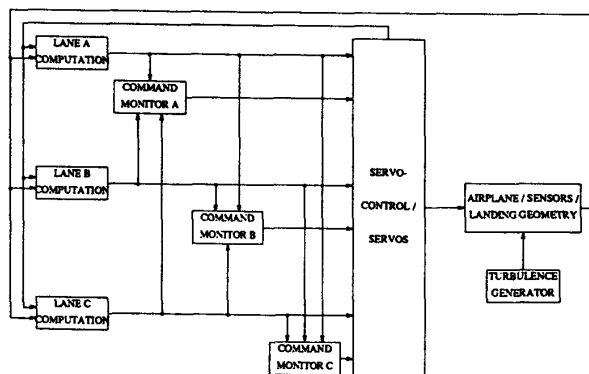 LANE A
COMPUTATION
COMMAND
MONITOR A
LANE B
COMPUTATION
COMMAND
MONITOR B
SERVO-
CONTROL /
SERVOS
AIRPLANE / SENSORS /
LANDING GEOMETRY
TURBULENCE
GENERATOR
LANE C
COMPUTATION
COMMAND
MONITOR C